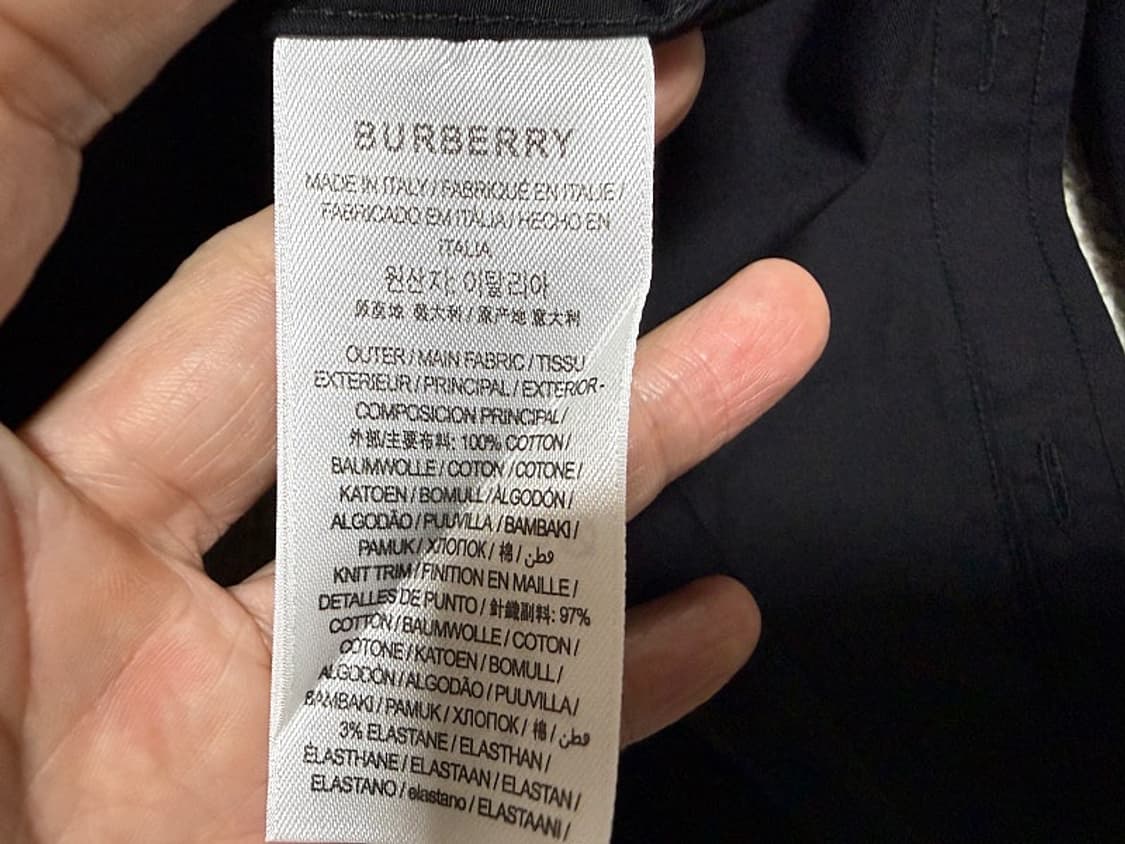 BURBERRY
MADE IN ITALY / FABRIQUÉ EN ITALIE /
FABRICADO EM ITALIA / HECHO EN
ITALIA
원산지: 이탈리아
原産地 義大利 / 原产地 意大利
OUTER / MAIN FABRIC / TISSU
EXTERIEUR / PRINCIPAL / EXTERIOR-
COMPOSICION PRINCIPAL /
外部/主要布料: 100% COTTON /
BAUMWOLLE / COTON / COTONE /
KATOEN / BOMULL / ALGODÓN /
ALGODÃO / PUUVILLA / BAMBAKI /
PAMUK / ХЛОПОК / 棉 / قطن /
KNIT TRIM / FINITION EN MAILLE /
DETALLES DE PUNTO / 針織副料: 97%
COTTON / BAUMWOLLE / COTON /
COTONE / KATOEN / BOMULL /
ALGODÓN / ALGODÃO / PUUVILLA /
BAMBAKI / PAMUK / ХЛОПОК / 棉 / قطن /
3% ELASTANE / ELASTHAN /
ÉLASTHANE / ELASTAAN / ELASTAN /
ELASTANO / elastano / ELASTAANI /